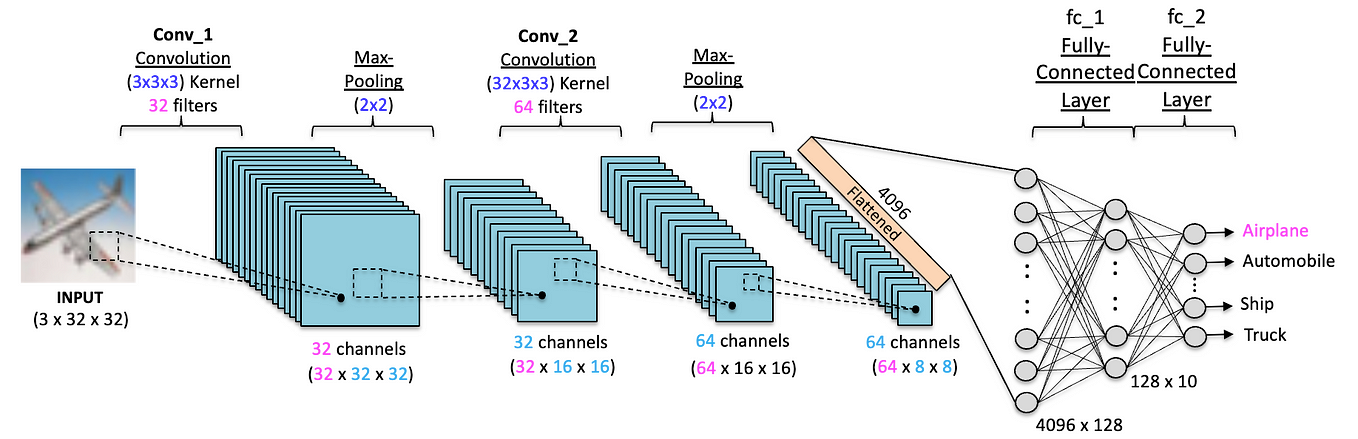 Conv_1
Convolution
(3x3x3) Kernel
32 filters
Max-
Pooling
(2x2)
Conv_2
Convolution
(32x3x3) Kernel
64 filters
Max-
Pooling
(2x2)
fc_1
Fully-
Connected
Layer
fc_2
Fully-
Connected
Layer
INPUT
(3 x 32 x 32)
32 channels
(32 x 32 x 32)
32 channels
(32 x 16 x 16)
64 channels
(64 x 16 x 16)
64 channels
(64 x 8 x 8)
4096
Flattened
4096 x 128
128 x 10
Airplane
Automobile
Ship
Truck